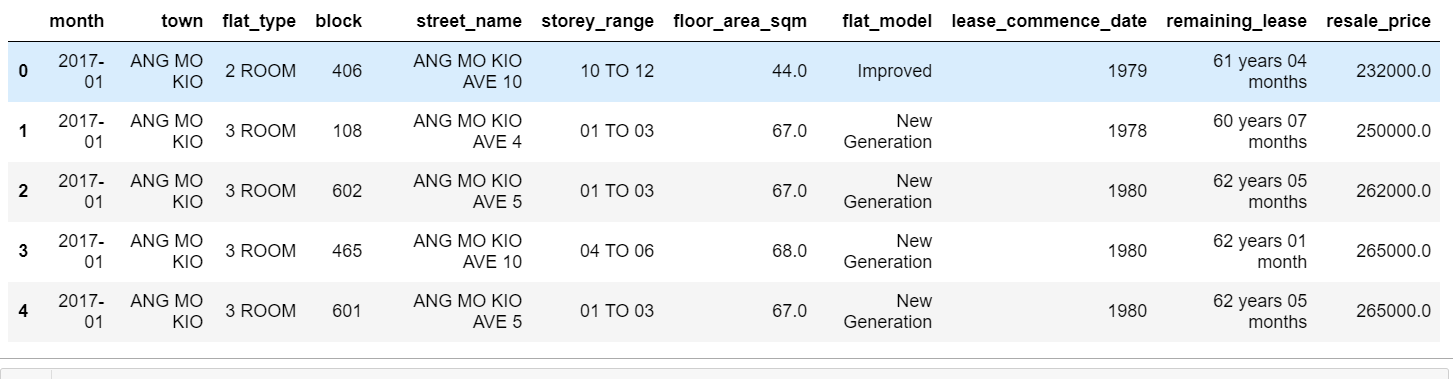 month town flat_type block street_name storey_range floor_area_sqm flat_model lease_commence_date remaining_lease resale_price
0 2017-01 ANG MO KIO 2 ROOM 406 ANG MO KIO AVE 10 10 TO 12 44.0 Improved 1979 61 years 04 months 232000.0
1 2017-01 ANG MO KIO 3 ROOM 108 ANG MO KIO AVE 4 01 TO 03 67.0 New Generation 1978 60 years 07 months 250000.0
2 2017-01 ANG MO KIO 3 ROOM 602 ANG MO KIO AVE 5 01 TO 03 67.0 New Generation 1980 62 years 05 months 262000.0
3 2017-01 ANG MO KIO 3 ROOM 465 ANG MO KIO AVE 10 04 TO 06 68.0 New Generation 1980 62 years 01 month 265000.0
4 2017-01 ANG MO KIO 3 ROOM 601 ANG MO KIO AVE 5 01 TO 03 67.0 New Generation 1980 62 years 05 months 265000.0